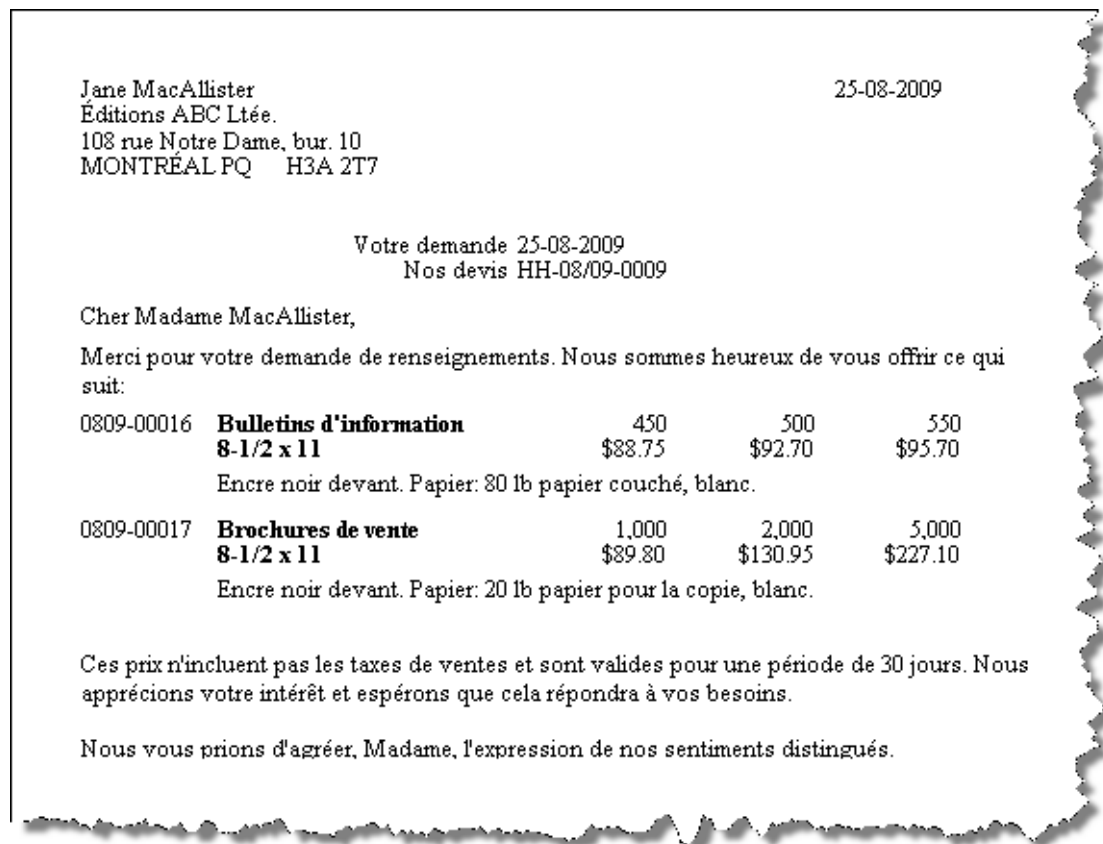 Jane MacAllister 25-08-2009
Éditions ABC Ltée.
108 rue Notre Dame, bur. 10
MONTRÉAL PQ H3A 2T7
Votre demande 25-08-2009
Nos devis HH-08/09-0009
Cher Madame MacAllister,
Merci pour votre demande de renseignements. Nous sommes heureux de vous offrir ce qui
suit:
0809-00016 Bulletins d'information 450 500 550
8-1/2 x 11 $88.75 $92.70 $95.70
Encre noir devant. Papier: 80 lb papier couché, blanc.
0809-00017 Brochures de vente 1,000 2,000 5,000
8-1/2 x 11 $89.80 $130.95 $227.10
Encre noir devant. Papier: 20 lb papier pour la copie, blanc.
Ces prix n'incluent pas les taxes de ventes et sont valides pour une période de 30 jours. Nous
apprécions votre intérêt et espérons que cela répondra à vos besoins.
Nous vous prions d'agréer, Madame, l'expression de nos sentiments distingués.